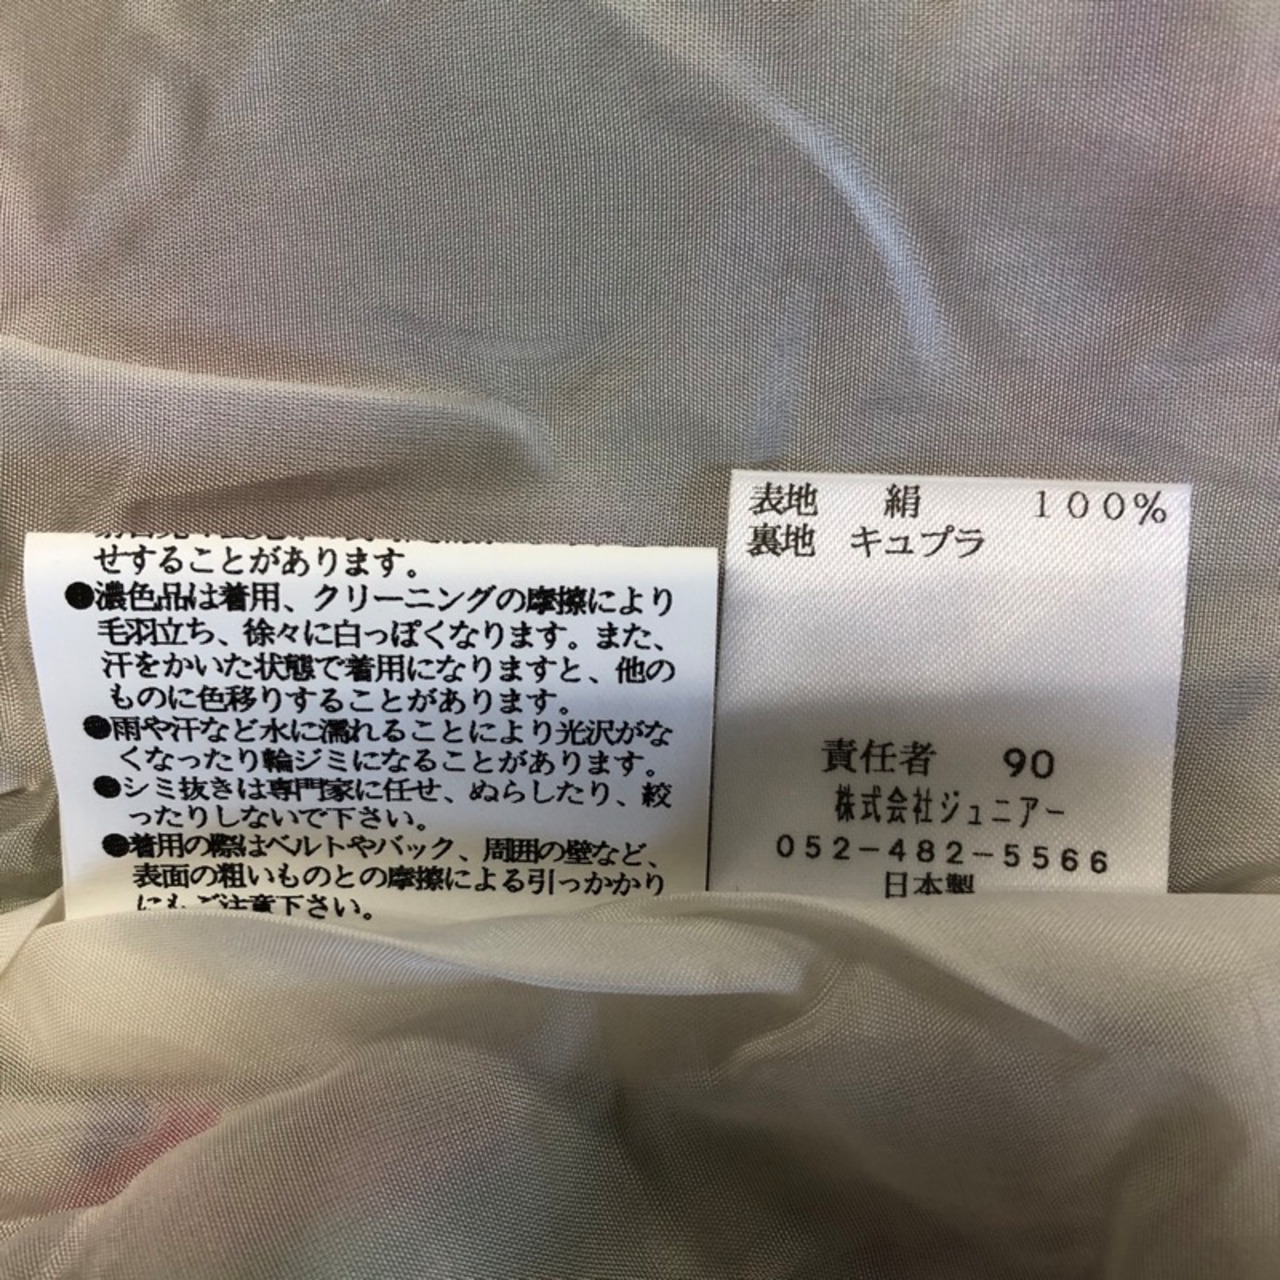 せすることがあります。
●濃色品は着用、クリーニングの摩擦により
毛羽立ち、徐々に白っぽくなります。また、
汗をかいた状態で着用になりますと、他の
ものに色移りすることがあります。
●雨や汗など水に濡れることにより光沢がな
くなったり輪ジミになることがあります。
●シミ抜きは専門家に任せ、ぬらしたり、絞
ったりしないで下さい。
●着用の際はベルトやバック、周囲の壁など、
表面の粗いものとの摩擦による引っかかり
にもご注意下さい。
表地 絹 100%
裏地 キュプラ
責任者 90
株式会社ジュニアー
052-482-5566
日本製